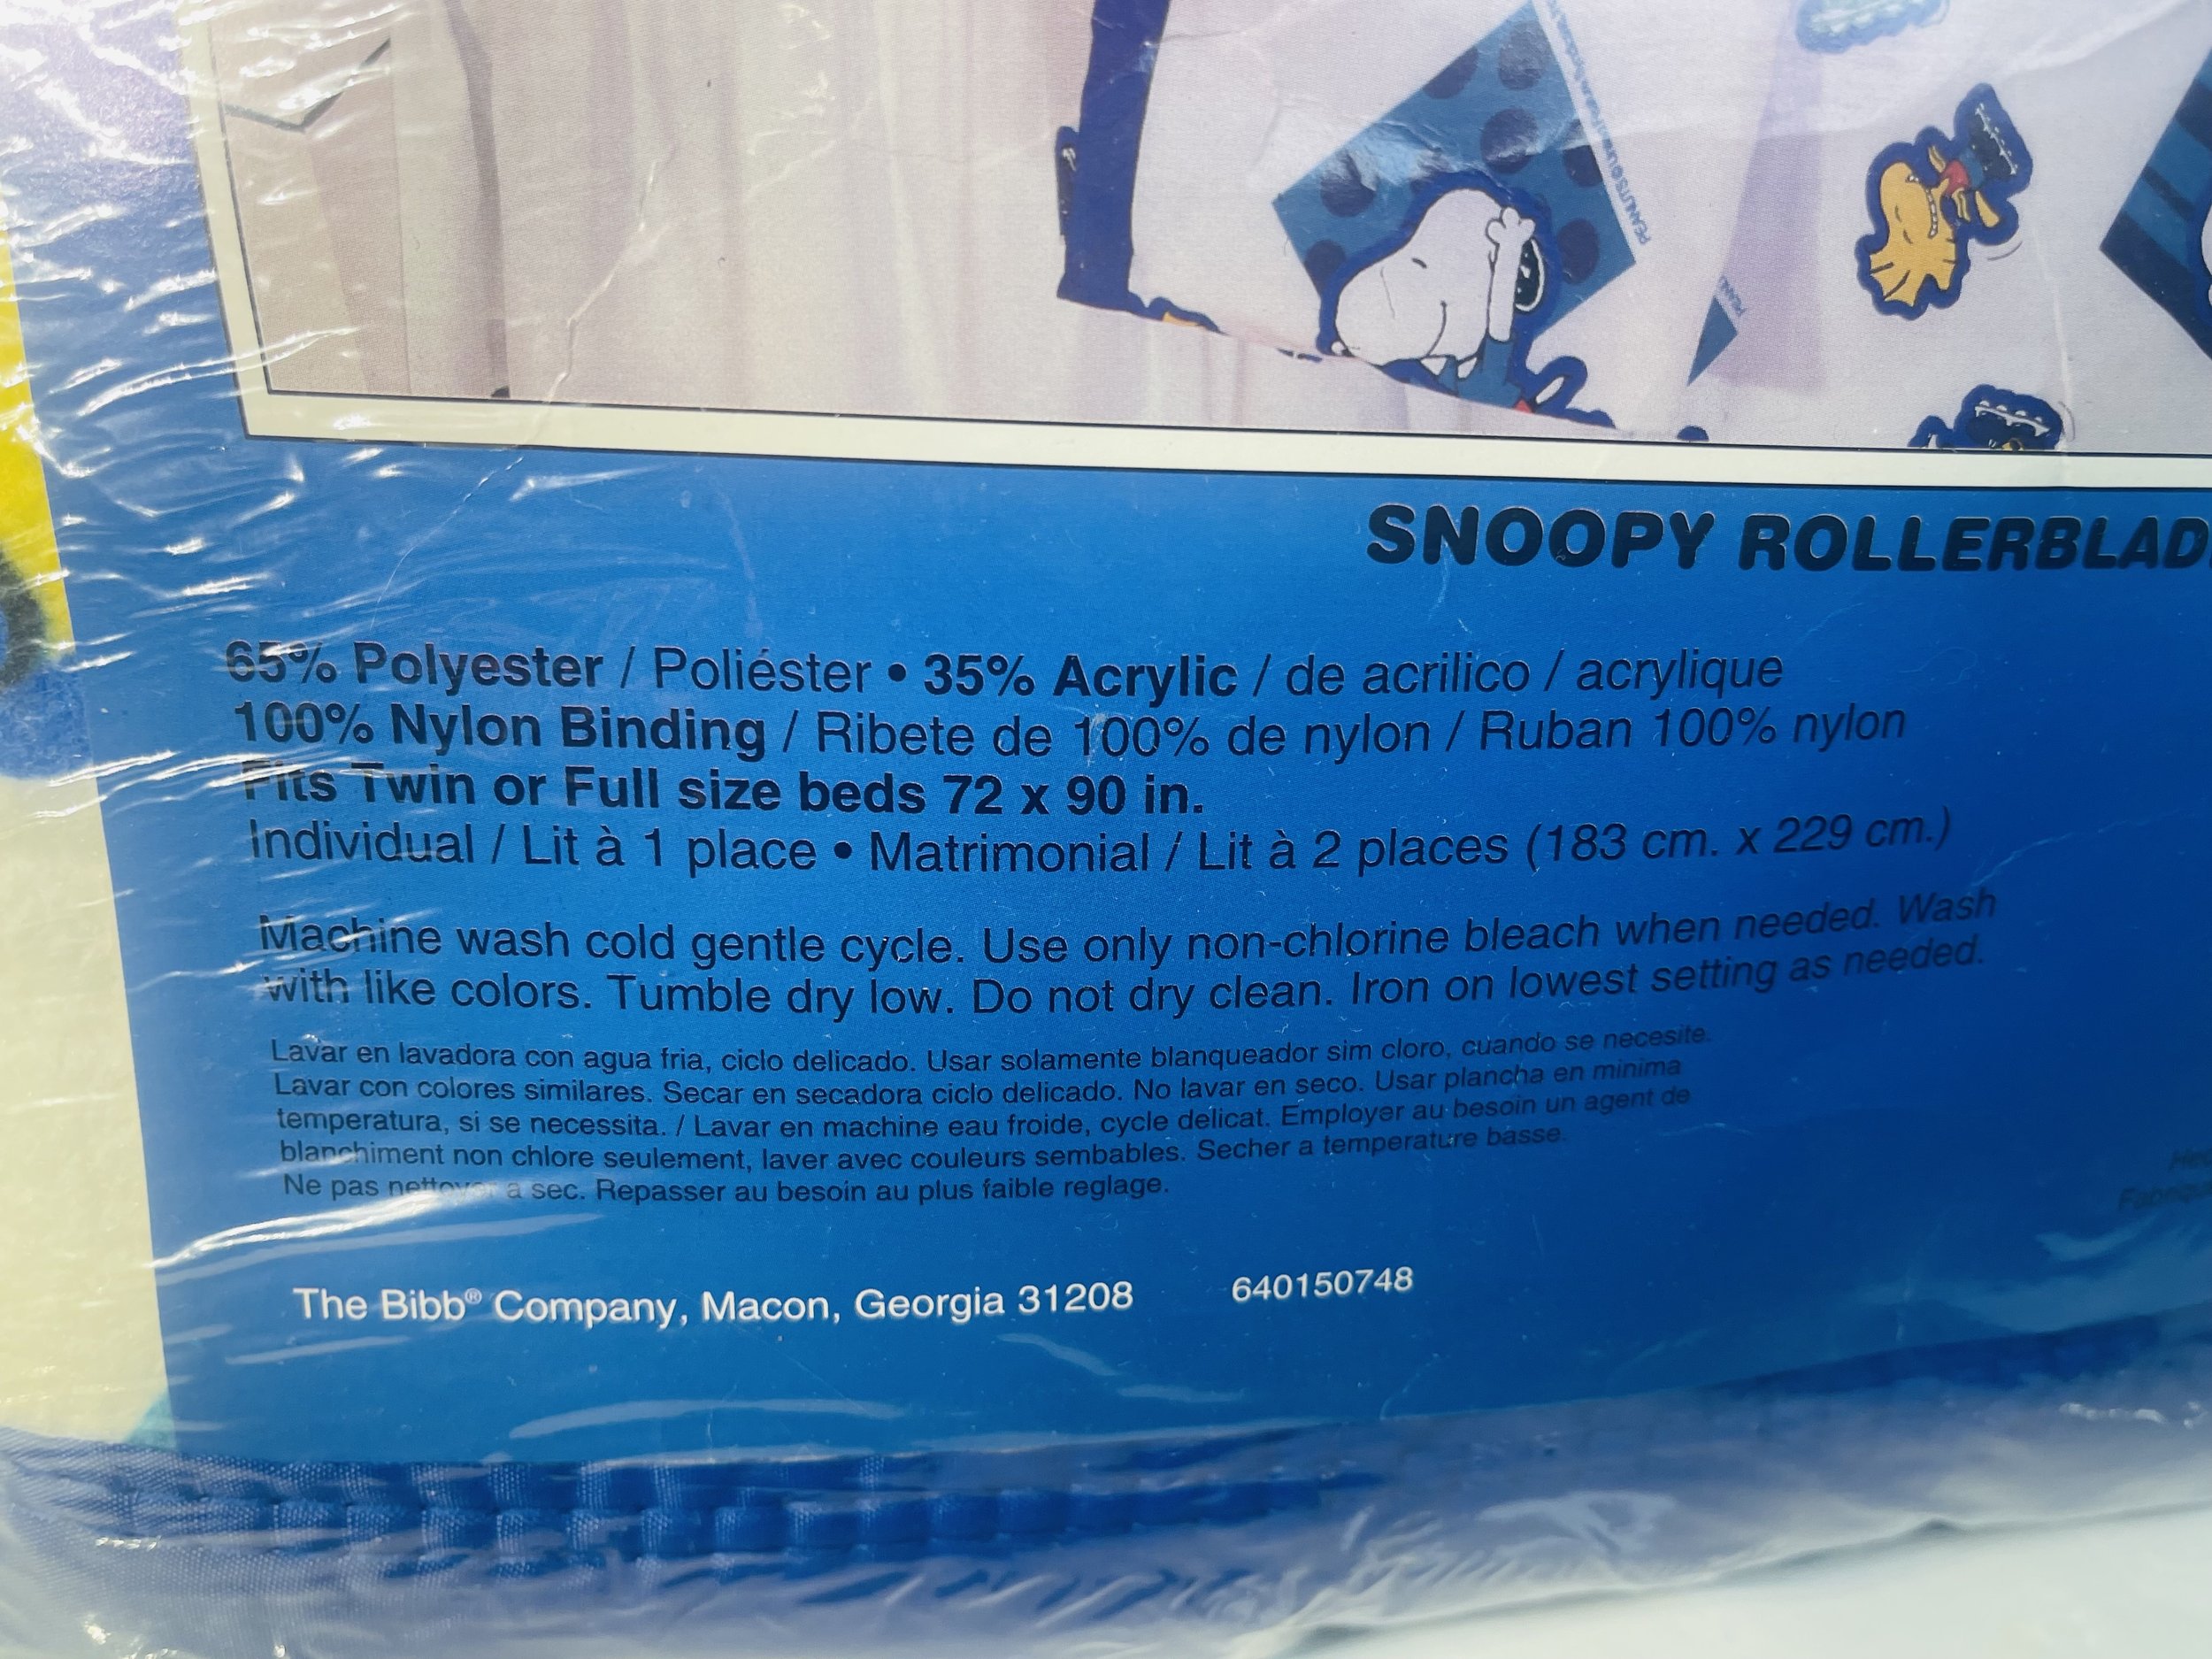 SNOOPY ROLLERBLAD
65% Polyester / Poliéster • 35% Acrylic / de acrilico / acrylique
100% Nylon Binding / Ribete de 100% de nylon / Ruban 100% nylon
Fits Twin or Full size beds 72 x 90 in.
Individual / Lit à 1 place • Matrimonial / Lit à 2 places (183 cm. x 229 cm.)
Machine wash cold gentle cycle. Use only non-chlorine bleach when needed. Wash
with like colors. Tumble dry low. Do not dry clean. Iron on lowest setting as needed.
Lavar en lavadora con agua fria, ciclo delicado. Usar solamente blanqueador sim cloro, cuando se necesite.
Lavar con colores similares. Secar en secadora ciclo delicado. No lavar en seco. Usar plancha en minima
temperatura, si se necessita. / Lavar en machine eau froide, cycle delicat. Employer au besoin un agent de
blanchiment non chlore seulement, laver avec couleurs sembables. Secher a temperature basse.
Ne pas nettoyer a sec. Repasser au besoin au plus faible reglage.
The Bibb® Company, Macon, Georgia 31208
640150748